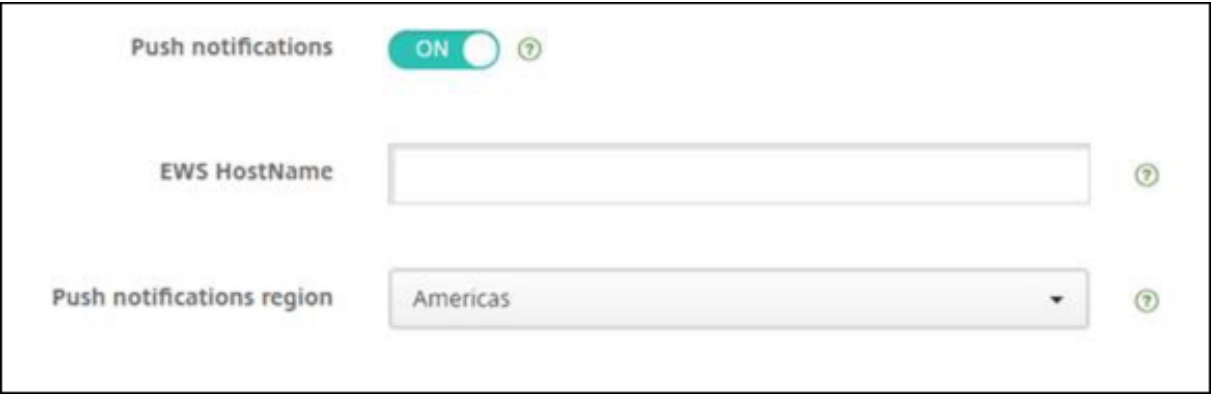 Push notifications ON ?
EWS HostName ?
Push notifications region Americas ?